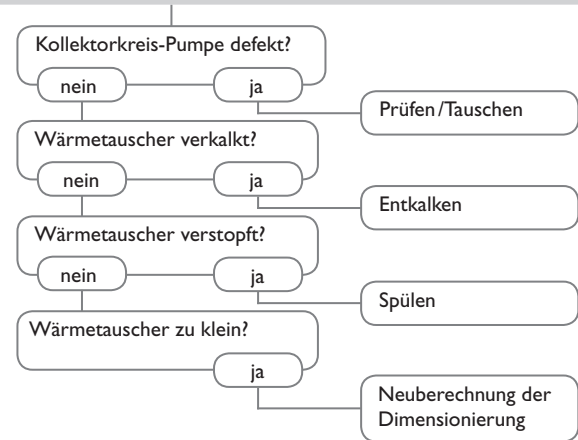 Kollektorkreis-Pumpe defekt?
nein
ja
Prüfen/Tauschen
Wärmetauscher verkalkt?
nein
ja
Entkalken
Wärmetauscher verstopft?
nein
ja
Spülen
Wärmetauscher zu klein?
ja
Neuberechnung der
Dimensionierung